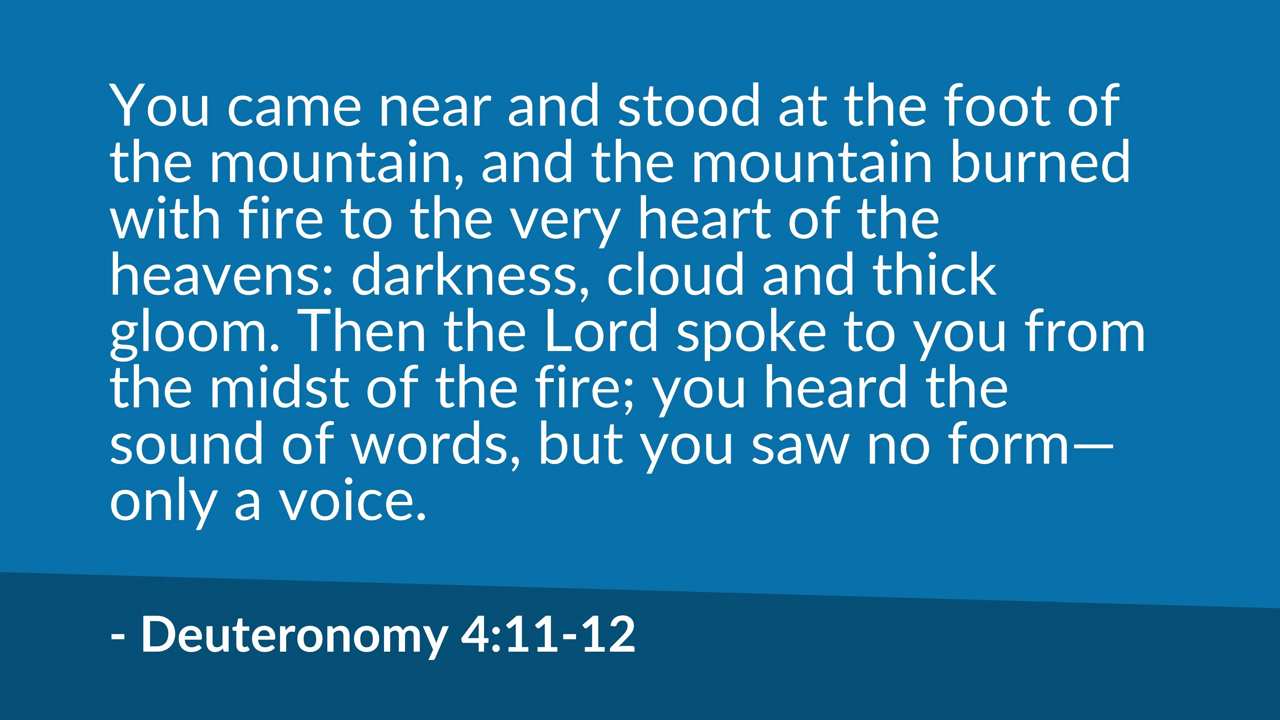 You came near and stood at the foot of
the mountain, and the mountain burned
with fire to the very heart of the
heavens: darkness, cloud and thick
gloom. Then the Lord spoke to you from
the midst of the fire; you heard the
sound of words, but you saw no form—
only a voice.
- Deuteronomy 4:11-12